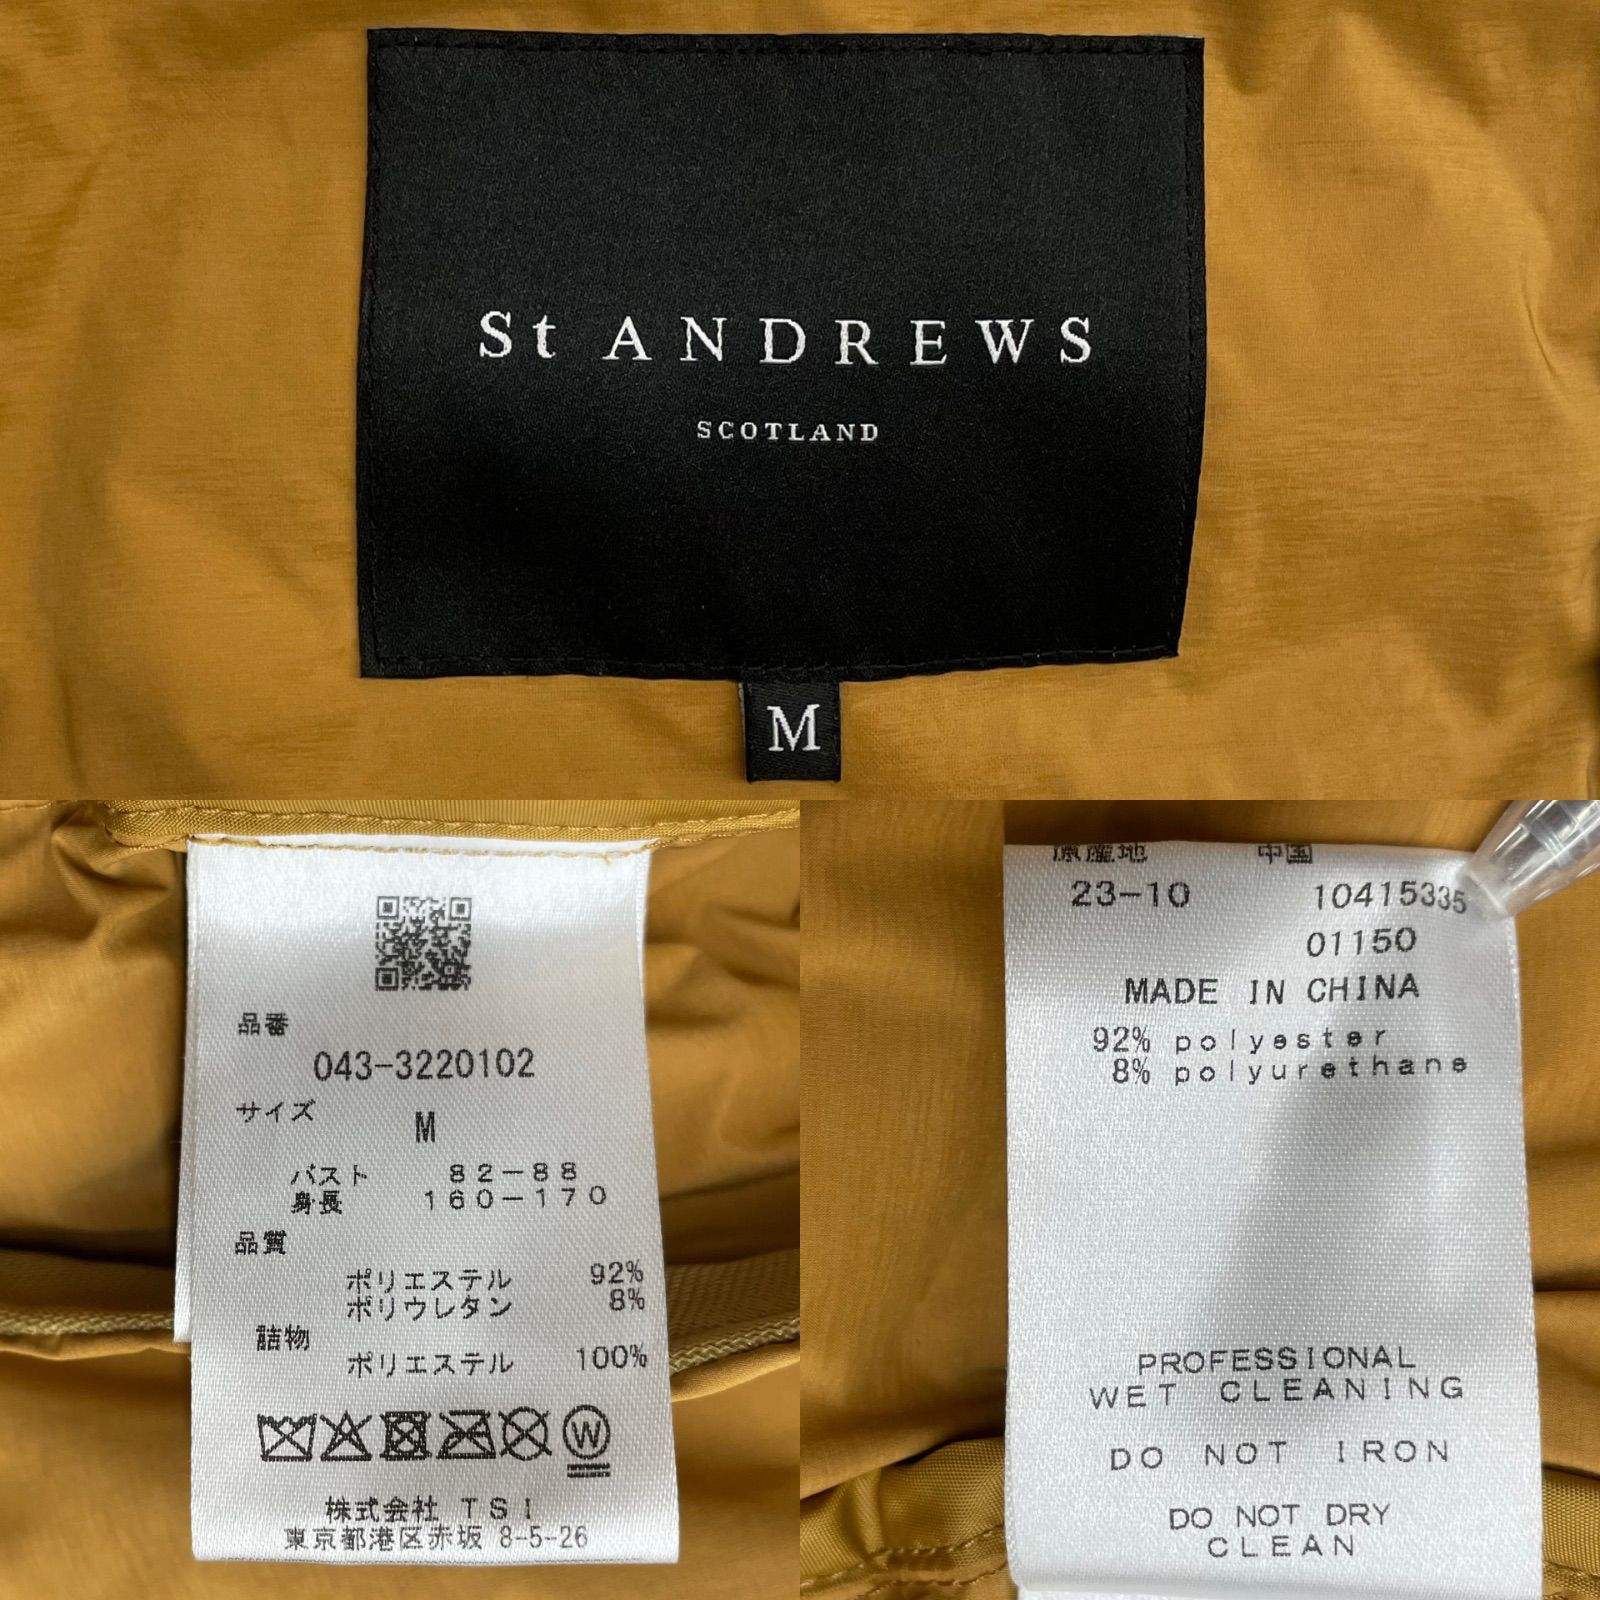 St ANDREWS
SCOTLAND
M
品番
043-3220102
サイズ
M
バスト 82-88
身長 160-170
品質
ポリエステル 92%
ポリウレタン 8%
詰物
ポリエステル 100%
W
株式会社 TSI
東京都港区赤坂 8-5-26
原産地 中国
23-10 10415335
01150
MADE IN CHINA
92% polyester
8% polyurethane
PROFESSIONAL
WET CLEANING
DO NOT IRON
DO NOT DRY
CLEAN